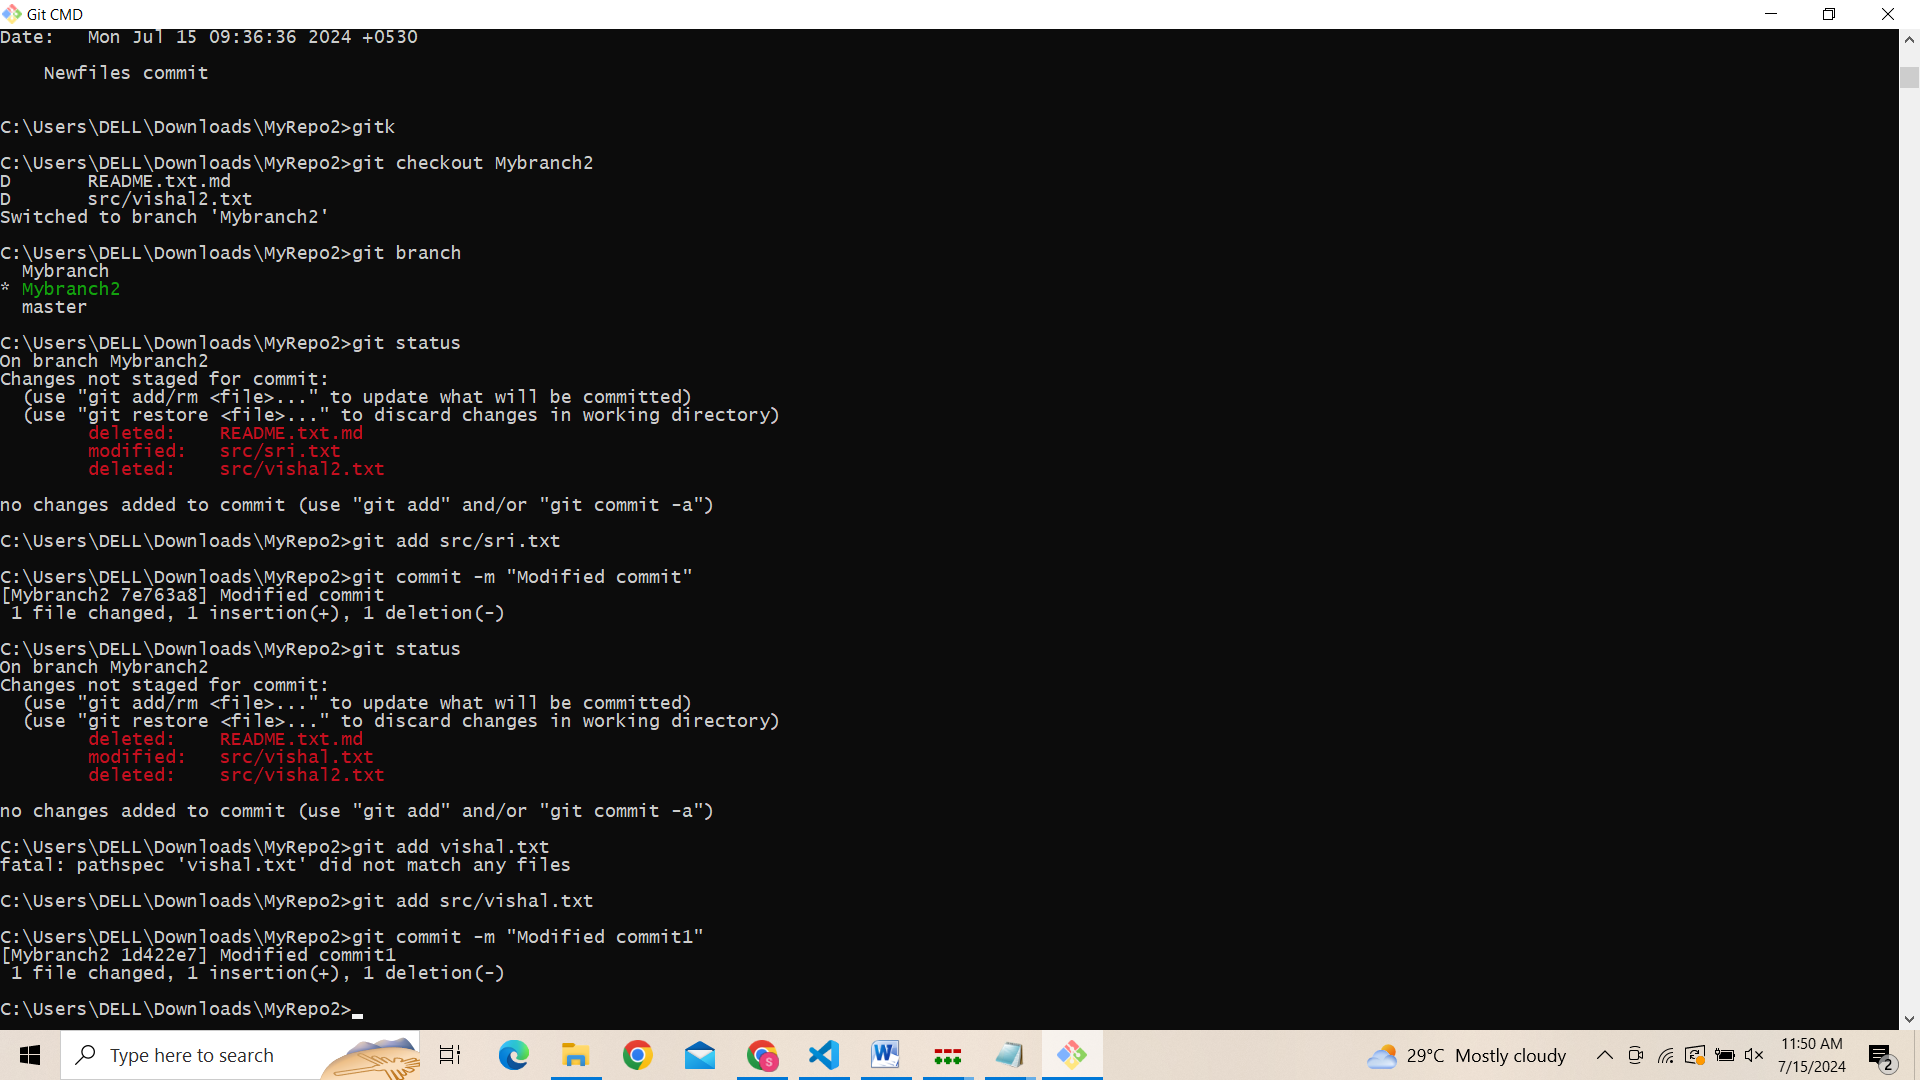 Git CMD
Date:   Mon Jul 15 09:36:36 2024 +0530
    Newfiles commit
C:\Users\DELL\Downloads\MyRepo2>gitk
C:\Users\DELL\Downloads\MyRepo2>git checkout Mybranch2
D       README.txt.md
D       src/vishal2.txt
Switched to branch 'Mybranch2'
C:\Users\DELL\Downloads\MyRepo2>git branch
  Mybranch
* Mybranch2
  master
C:\Users\DELL\Downloads\MyRepo2>git status
On branch Mybranch2
Changes not staged for commit:
  (use "git add/rm <file>..." to update what will be committed)
  (use "git restore <file>..." to discard changes in working directory)
        deleted:    README.txt.md
        modified:   src/sri.txt
        deleted:    src/vishal2.txt
no changes added to commit (use "git add" and/or "git commit -a")
C:\Users\DELL\Downloads\MyRepo2>git add src/sri.txt
C:\Users\DELL\Downloads\MyRepo2>git commit -m "Modified commit"
[Mybranch2 7e763a8] Modified commit
 1 file changed, 1 insertion(+), 1 deletion(-)
C:\Users\DELL\Downloads\MyRepo2>git status
On branch Mybranch2
Changes not staged for commit:
  (use "git add/rm <file>..." to update what will be committed)
  (use "git restore <file>..." to discard changes in working directory)
        deleted:    README.txt.md
        modified:   src/vishal.txt
        deleted:    src/vishal2.txt
no changes added to commit (use "git add" and/or "git commit -a")
C:\Users\DELL\Downloads\MyRepo2>git add vishal.txt
fatal: pathspec 'vishal.txt' did not match any files
C:\Users\DELL\Downloads\MyRepo2>git add src/vishal.txt
C:\Users\DELL\Downloads\MyRepo2>git commit -m "Modified commit1"
[Mybranch2 1d422e7] Modified commit1
 1 file changed, 1 insertion(+), 1 deletion(-)
C:\Users\DELL\Downloads\MyRepo2>
Type here to search
S
W
29°C Mostly cloudy
11:50 AM
7/15/2024
2